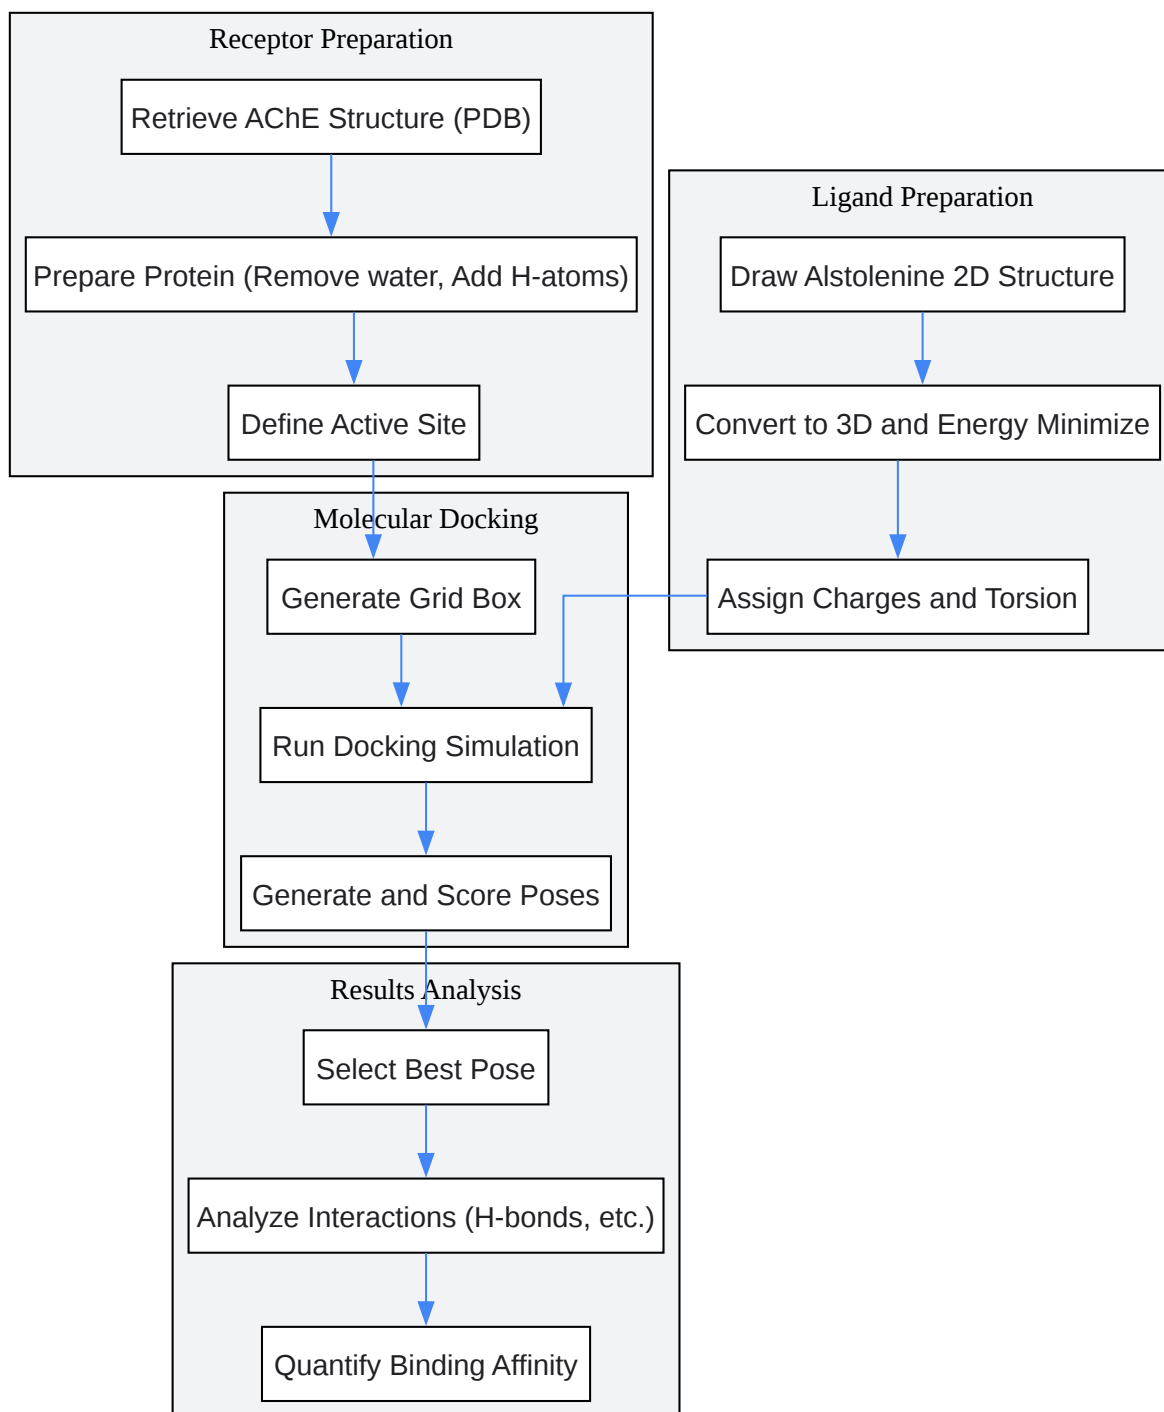 Receptor Preparation
Retrieve AChE Structure (PDB)
Prepare Protein (Remove water, Add H-atoms)
Define Active Site
Ligand Preparation
Draw Alstolenine 2D Structure
Convert to 3D and Energy Minimize
Assign Charges and Torsion
Molecular Docking
Generate Grid Box
Run Docking Simulation
Generate and Score Poses
Results Analysis
Select Best Pose
Analyze Interactions (H-bonds, etc.)
Quantify Binding Affinity